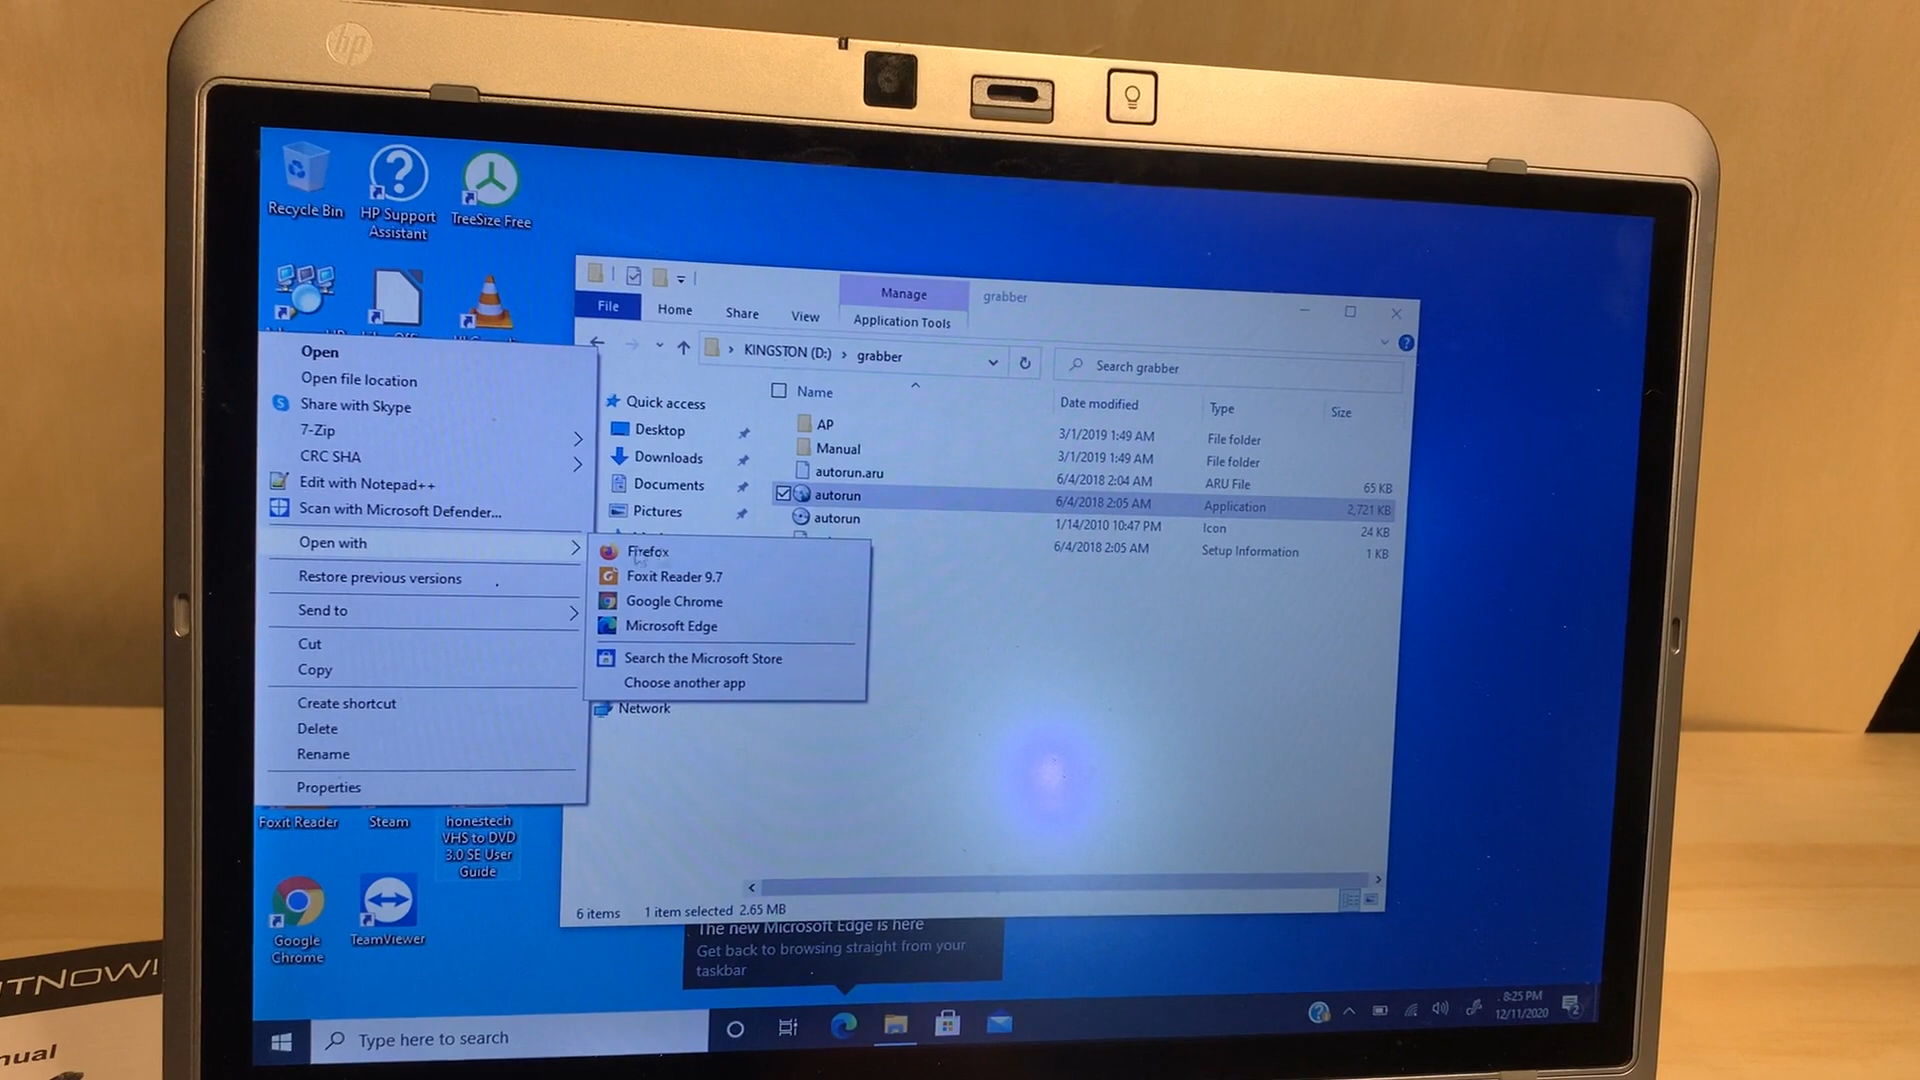 hp
Recycle Bin
HP Support
Assistant
TreeSize Free
Manage
grabber
File
Home
Share
View
Application Tools
KINGSTON (D:)
grabber
Search grabber
Name
Date modified
Type
Size
Quick access
Desktop
Downloads
Documents
Pictures
Network
AP
3/1/2019 1:49 AM
File folder
Manual
3/1/2019 1:49 AM
File folder
autorun.aru
6/4/2018 2:04 AM
ARU File
65 KB
autorun
6/4/2018 2:05 AM
Application
2,721 KB
autorun
1/14/2010 10:47 PM
Icon
24 KB
6/4/2018 2:05 AM
Setup Information
1 KB
Open
Open file location
Share with Skype
7-Zip
CRC SHA
Edit with Notepad++
Scan with Microsoft Defender...
Open with
Restore previous versions
Send to
Cut
Copy
Create shortcut
Delete
Rename
Properties
Firefox
Foxit Reader 9.7
Google Chrome
Microsoft Edge
Search the Microsoft Store
Choose another app
Foxit Reader
Steam
honestech
VHS to DVD
3.0 SE User
Guide
Google
Chrome
TeamViewer
6 items
1 item selected 2.65 MB
The new Microsoft Edge is here
Get back to browsing straight from your
taskbar
Type here to search
8:25 PM
12/11/2020
2